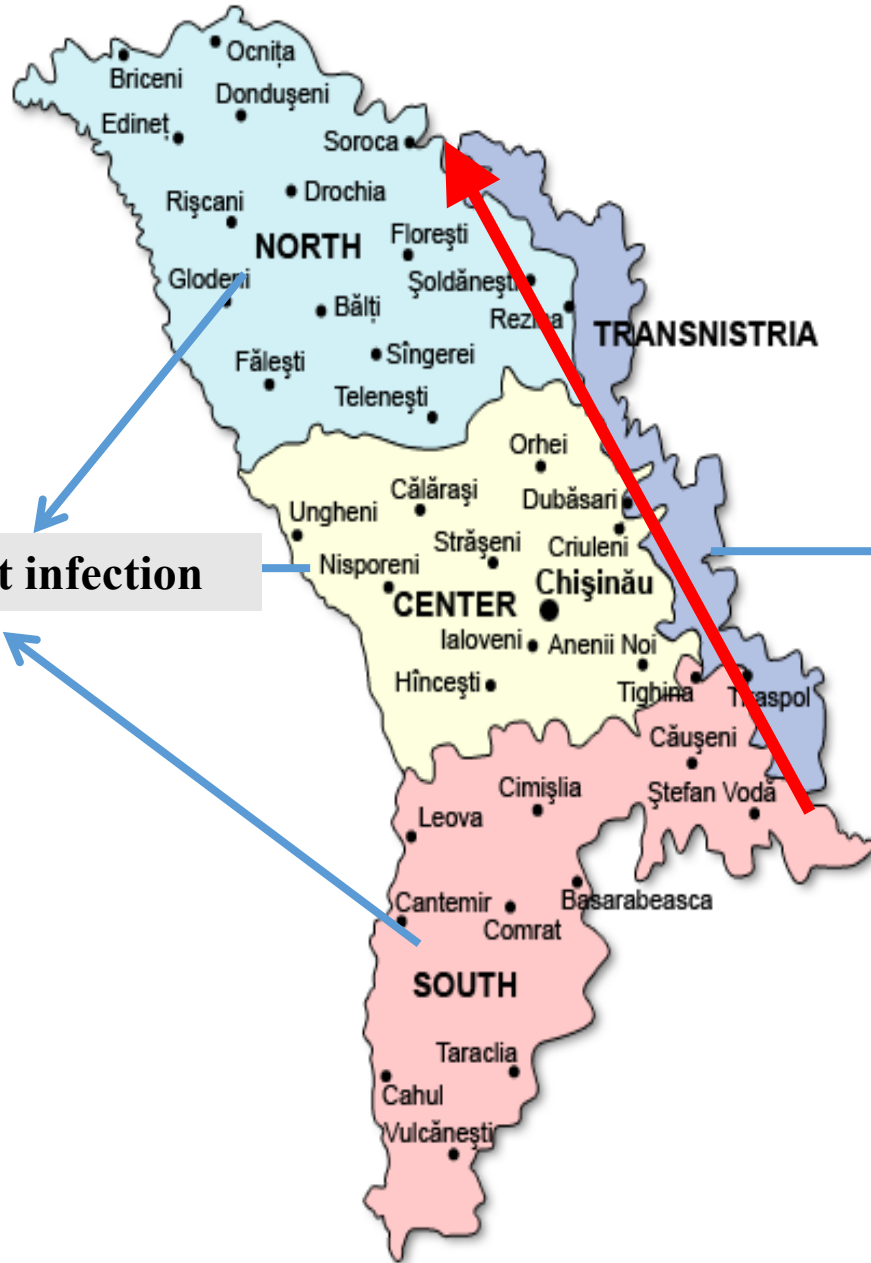 Ocnița
Briceni
Dondușeni
Edineț
Soroca
Drochia
Rîșcani
NORTH
Florești
Glodeni
Șoldănești
Bălți
Rezina
TRANSNISTRIA
Sîngerei
Fălești
Telenești
Orhei
Călărași
Dubăsari
Ungheni
Strășeni
Criuleni
t infection
Nisporeni
Chișinău
CENTER
Ialoveni
Anenii Noi
Hîncești
Tighina
Tiraspol
Căușeni
Cimișlia
Ștefan Vodă
Leova
Cantemir
Basarabeasca
Comrat
SOUTH
Taraclia
Cahul
Vulcănești